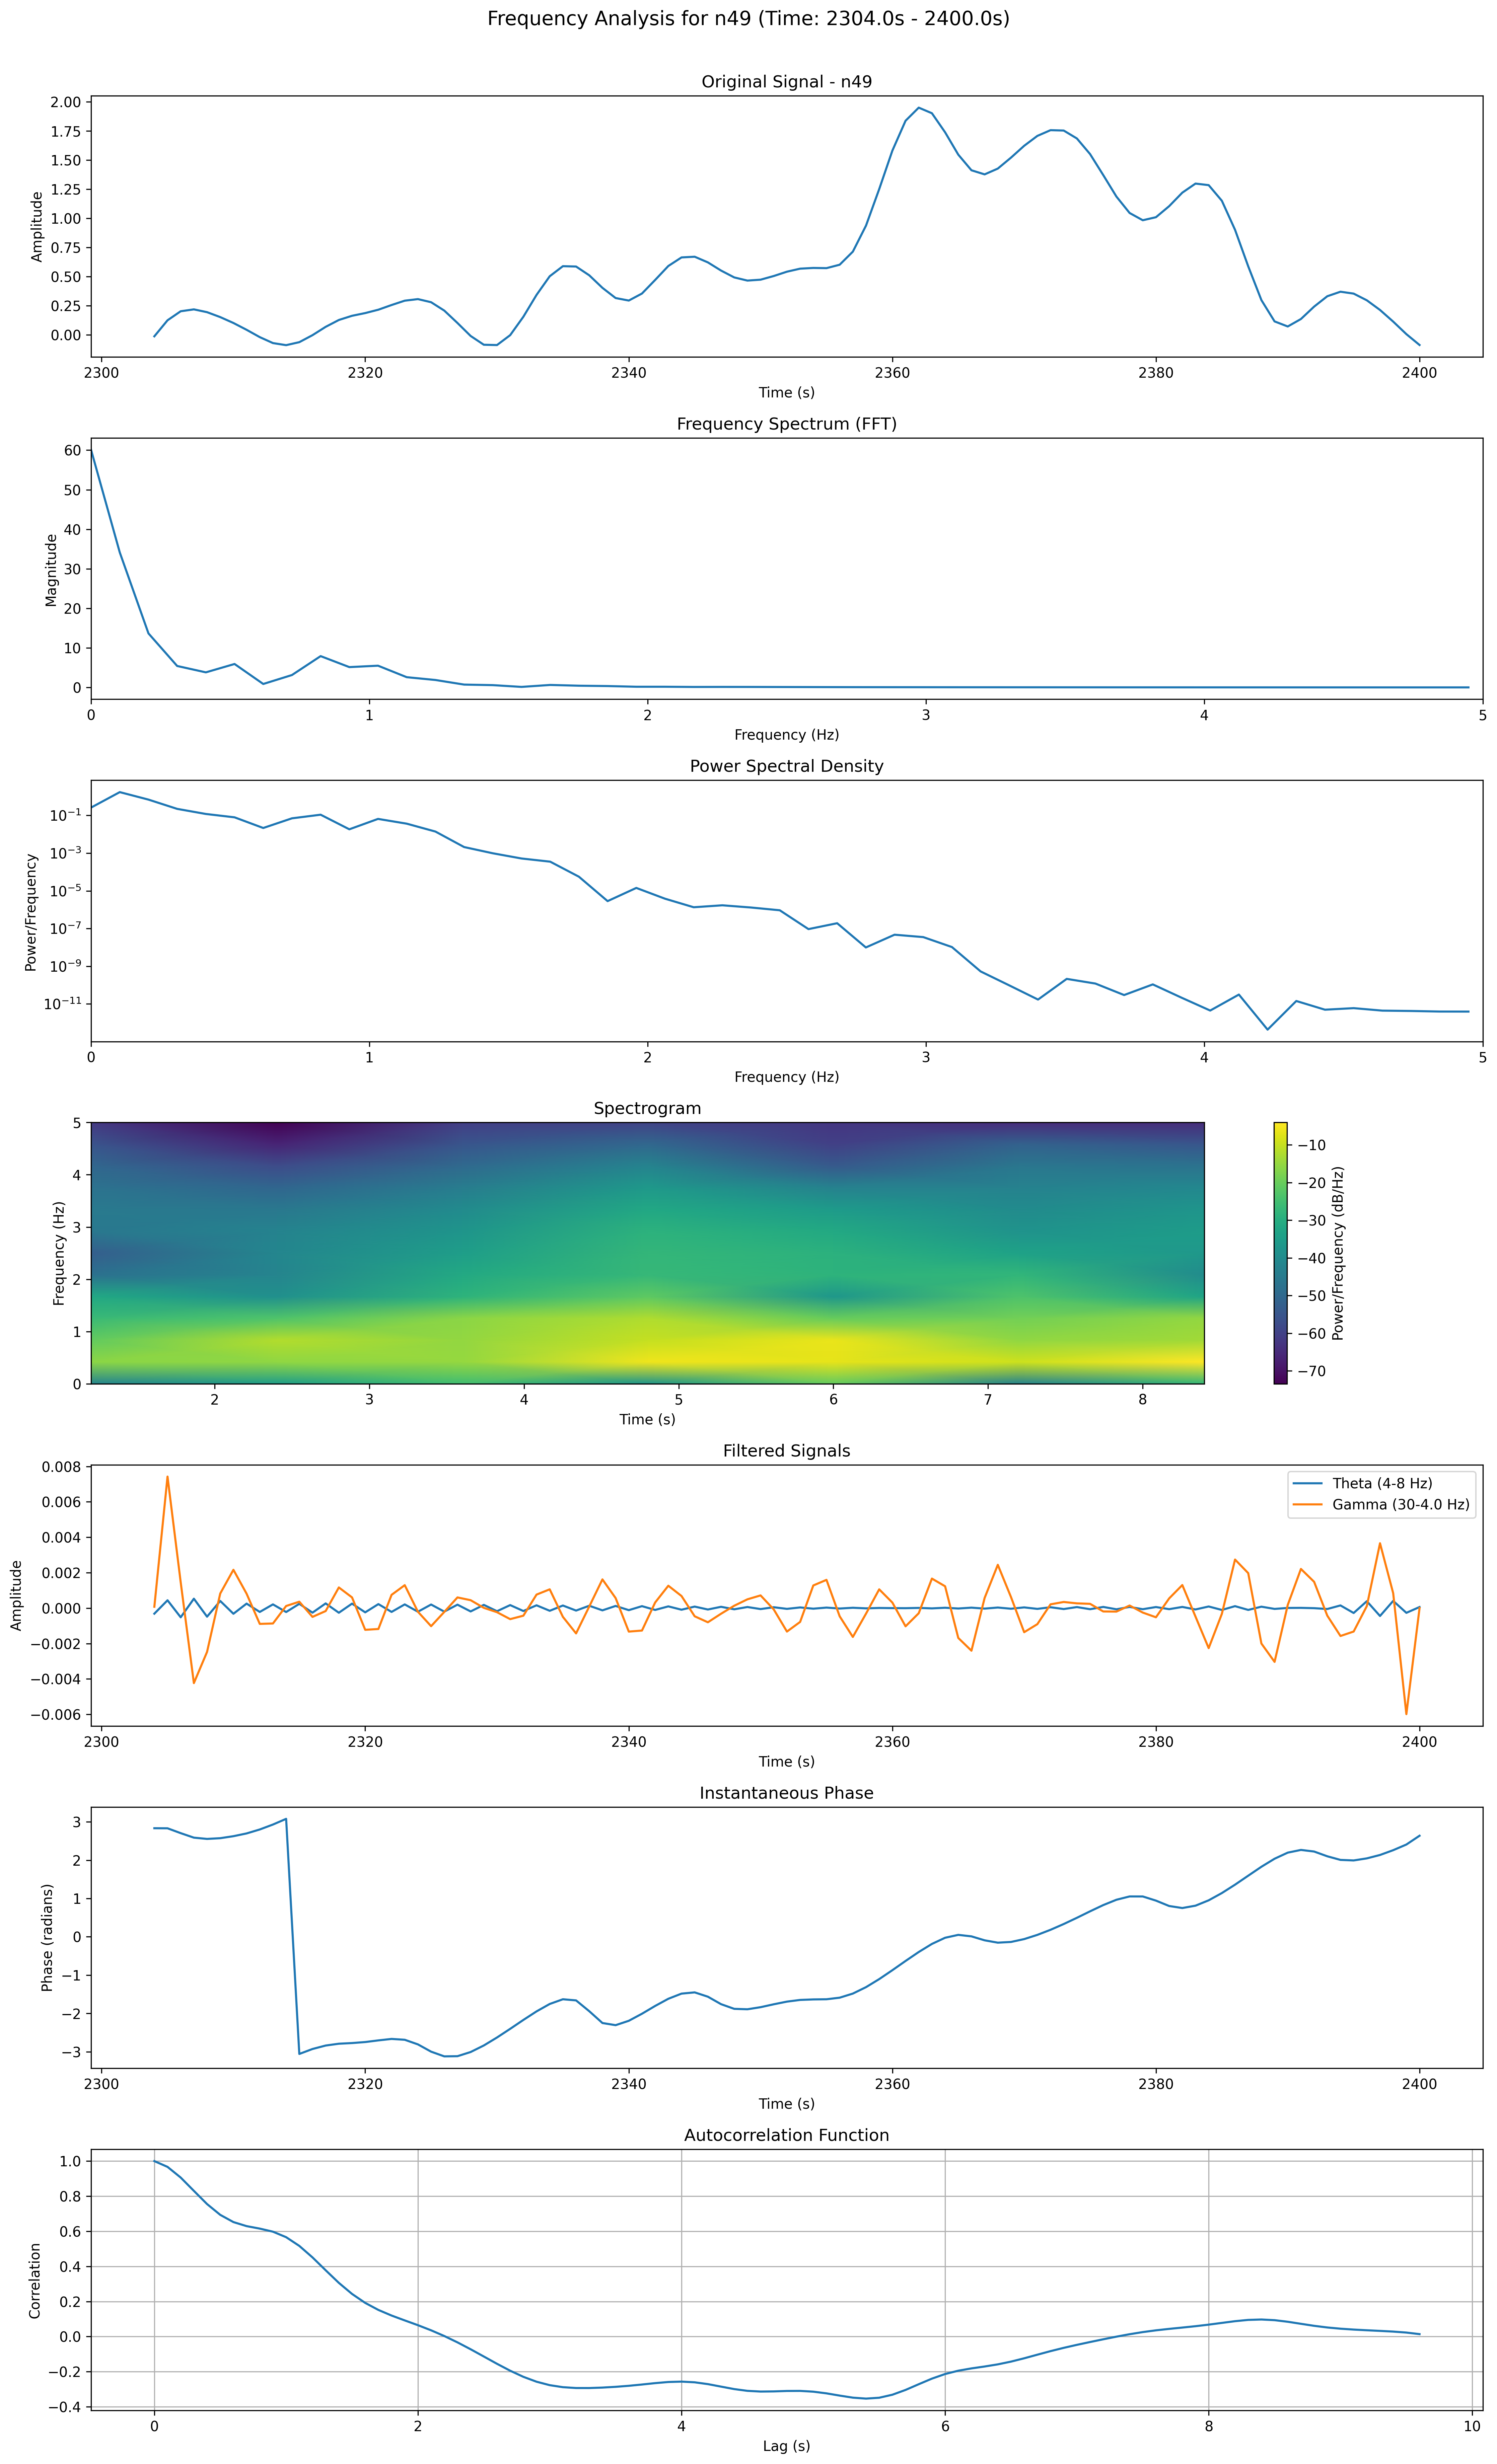 Frequency Analysis for n49 (Time: 2304.0s - 2400.0s)
Original Signal - n49
2.00
1.75
1.50
1.25
1.00
0.75
0.50
0.25
0.00
Amplitude
2300 2320 2340 2360 2380 2400
Time (s)
Frequency Spectrum (FFT)
60
50
40
30
20
10
0
Magnitude
0 1 2 3 4 5
Frequency (Hz)
Power Spectral Density
10⁻¹
10⁻³
10⁻⁵
10⁻⁷
10⁻⁹
10⁻¹¹
Power/Frequency
0 1 2 3 4 5
Frequency (Hz)
Spectrogram
5
4
3
2
1
0
Frequency (Hz)
2 3 4 5 6 7 8
Time (s)
−10
−20
−30
−40
−50
−60
−70
Power/Frequency (dB/Hz)
Filtered Signals
0.008
0.006
0.004
0.002
0.000
−0.002
−0.004
−0.006
Amplitude
Theta (4-8 Hz)
Gamma (30-4.0 Hz)
2300 2320 2340 2360 2380 2400
Time (s)
Instantaneous Phase
3
2
1
0
−1
−2
−3
Phase (radians)
2300 2320 2340 2360 2380 2400
Time (s)
Autocorrelation Function
1.0
0.8
0.6
0.4
0.2
0.0
−0.2
−0.4
Correlation
0 2 4 6 8 10
Lag (s)